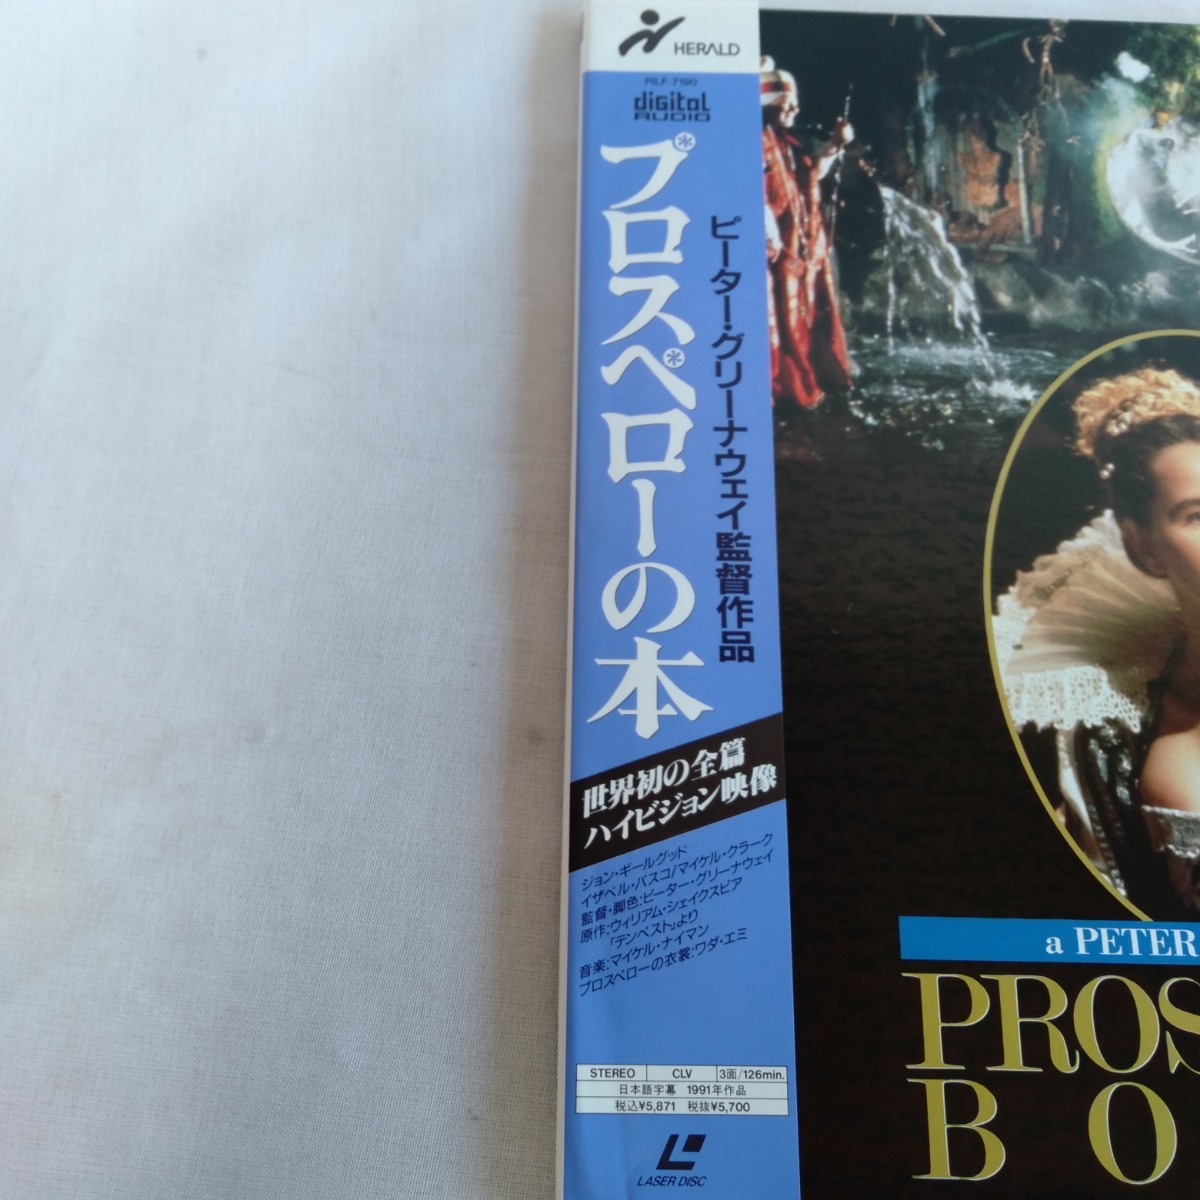 HERALD
PILF-7190
digital
AUDIO
プロスペローの本
ピーター・グリーナウェイ監督作品
世界初の全篇
ハイビジョン映像
ジョン・ギールグッド
イザベル・パスコ/マイケル・クラーク
監督・脚色:ピーター・グリーナウェイ
原作:ウィリアム・シェイクスピア
「テンペスト」より
音楽:マイケル・ナイマン
プロスペローの衣裳:ワダ・エミ
STEREO CLV 3面/126min.
日本語字幕 1991年作品
税込¥5,871 税抜¥5,700
LASER DISC
a PETER
PROS
BO